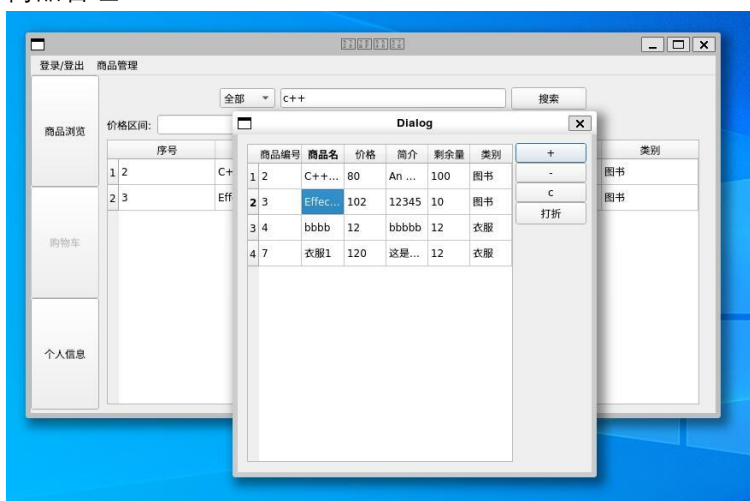 登录/登出 商品管理
全部 c++ 搜索
商品浏览
价格区间:
序号 类别
1 2 C+ 图书
2 3 Eff 图书
购物车
个人信息
Dialog
商品编号 商品名 价格 简介 剩余量 类别
1 2 C++... 80 An ... 100 图书
2 3 Effec... 102 12345 10 图书
3 4 bbbb 12 bbbbb 12 衣服
4 7 衣服1 120 这是... 12 衣服
+
-
c
打折